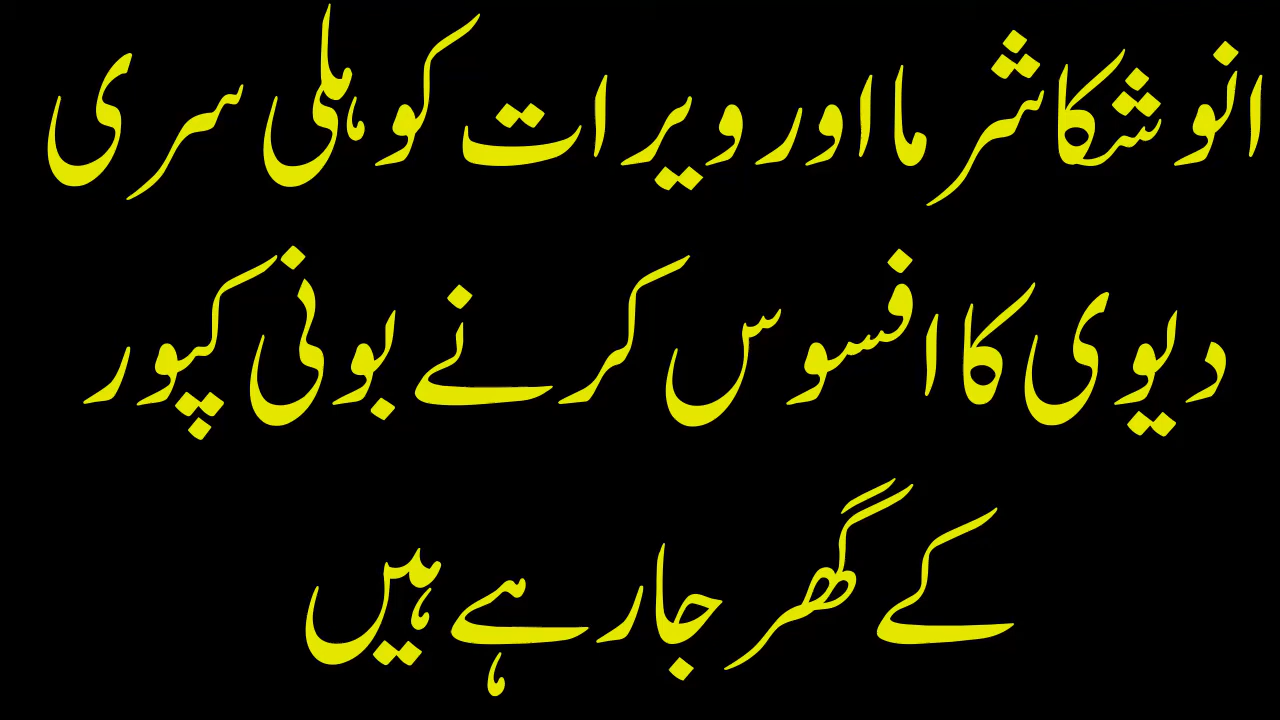 انوشکا شرما اور ویرات کوہلی سری
دیوی کا افسوس کرنے بونی کپور
کے گھر جا رہے ہیں